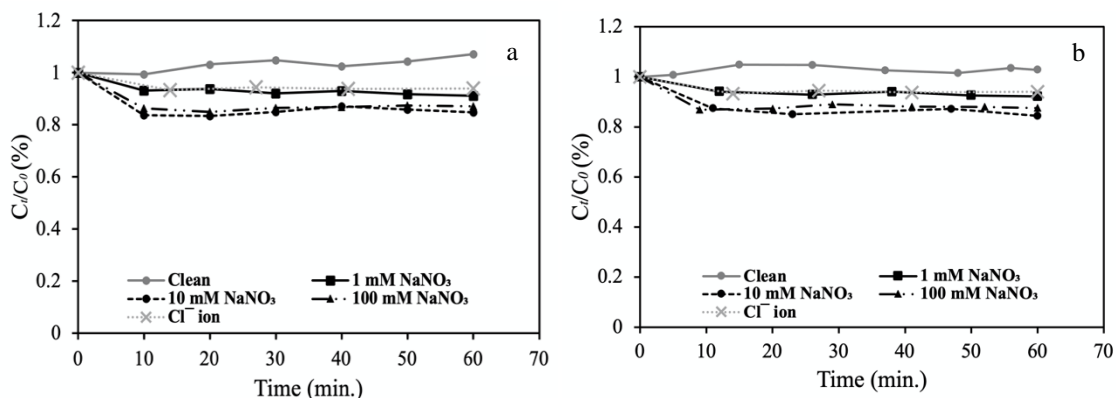 a
1.2
1
0.8
0.6
0.4
0.2
0
Cₜ/C₀ (%)
Clean
1 mM NaNO₃
10 mM NaNO₃
100 mM NaNO₃
Cl⁻ ion
0 10 20 30 40 50 60 70
Time (min.)
b
1.2
1
0.8
0.6
0.4
0.2
0
Cₜ/C₀ (%)
Clean
1 mM NaNO₃
10 mM NaNO₃
100 mM NaNO₃
Cl⁻ ion
0 10 20 30 40 50 60 70
Time (min.)